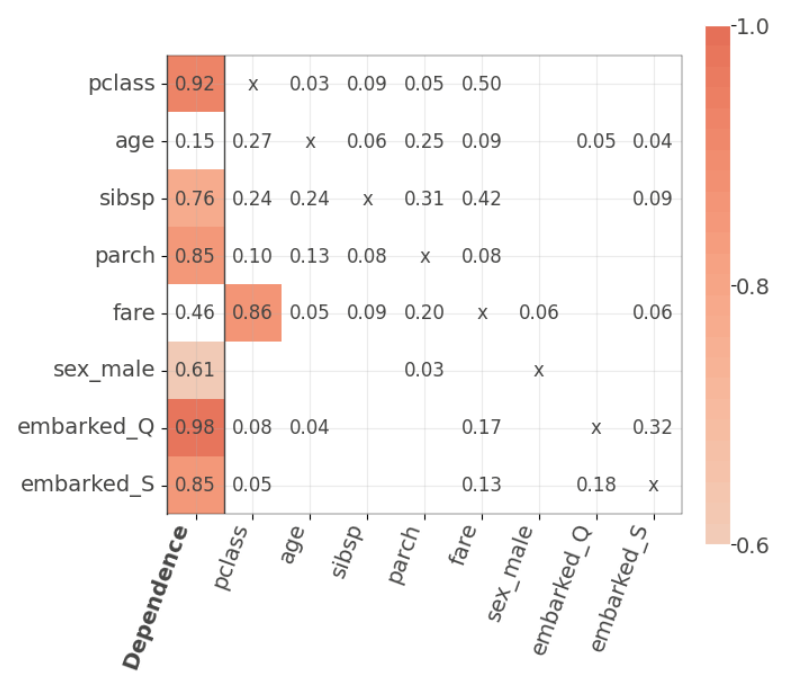 1.0
pclass 0.92 x 0.03 0.09 0.05 0.50
age 0.15 0.27 x 0.06 0.25 0.09 0.05 0.04
sibsp 0.76 0.24 0.24 x 0.31 0.42 0.09
0.8
parch 0.85 0.10 0.13 0.08 x 0.08
fare 0.46 0.86 0.05 0.09 0.20 x 0.06 0.06
sex_male 0.61 0.03 x
embarked_Q 0.98 0.08 0.04 0.17 x 0.32
embarked_S 0.85 0.05 0.13 0.18 x
0.6
Dependence
pclass
age
sibsp
parch
fare
sex_male
embarked_Q
embarked_S